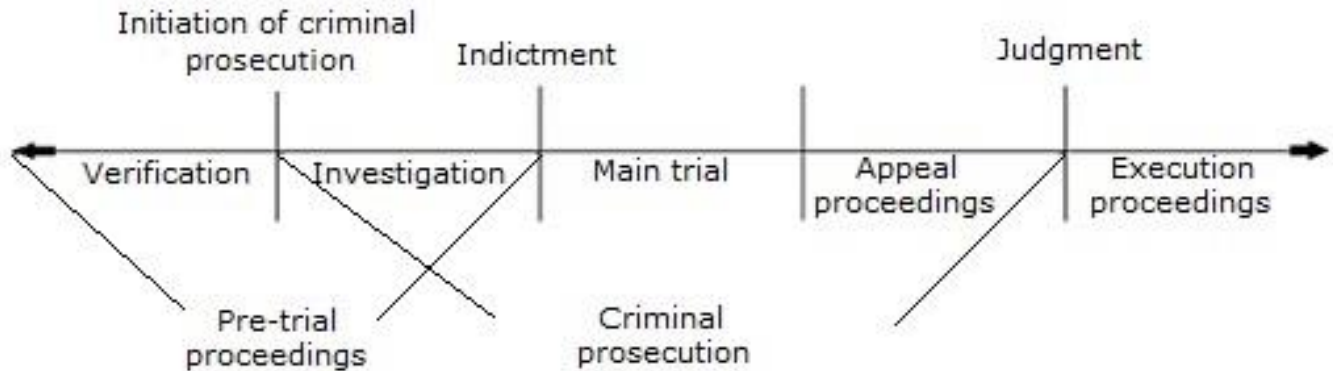 Initiation of criminal
prosecution
Indictment
Judgment
Verification
Investigation
Main trial
Appeal
proceedings
Execution
proceedings
Pre-trial
proceedings
Criminal
prosecution